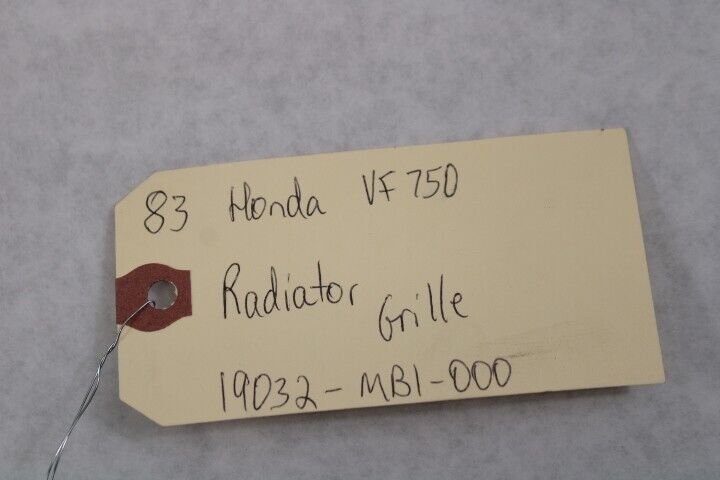 83 Honda VF750
Radiator Grille
19032-MB1-000